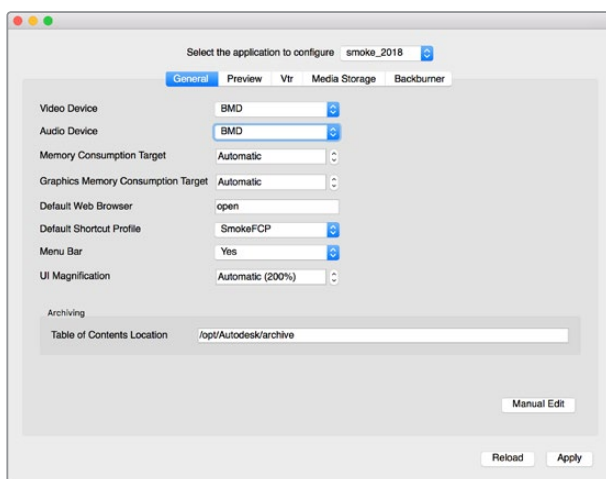 Select the application to configure smoke_2018
General Preview Vtr Media Storage Backburner
Video Device BMD
Audio Device BMD
Memory Consumption Target Automatic
Graphics Memory Consumption Target Automatic
Default Web Browser open
Default Shortcut Profile SmokeFCP
Menu Bar Yes
UI Magnification Automatic (200%)
Archiving
Table of Contents Location /opt/Autodesk/archive
Manual Edit
Reload Apply